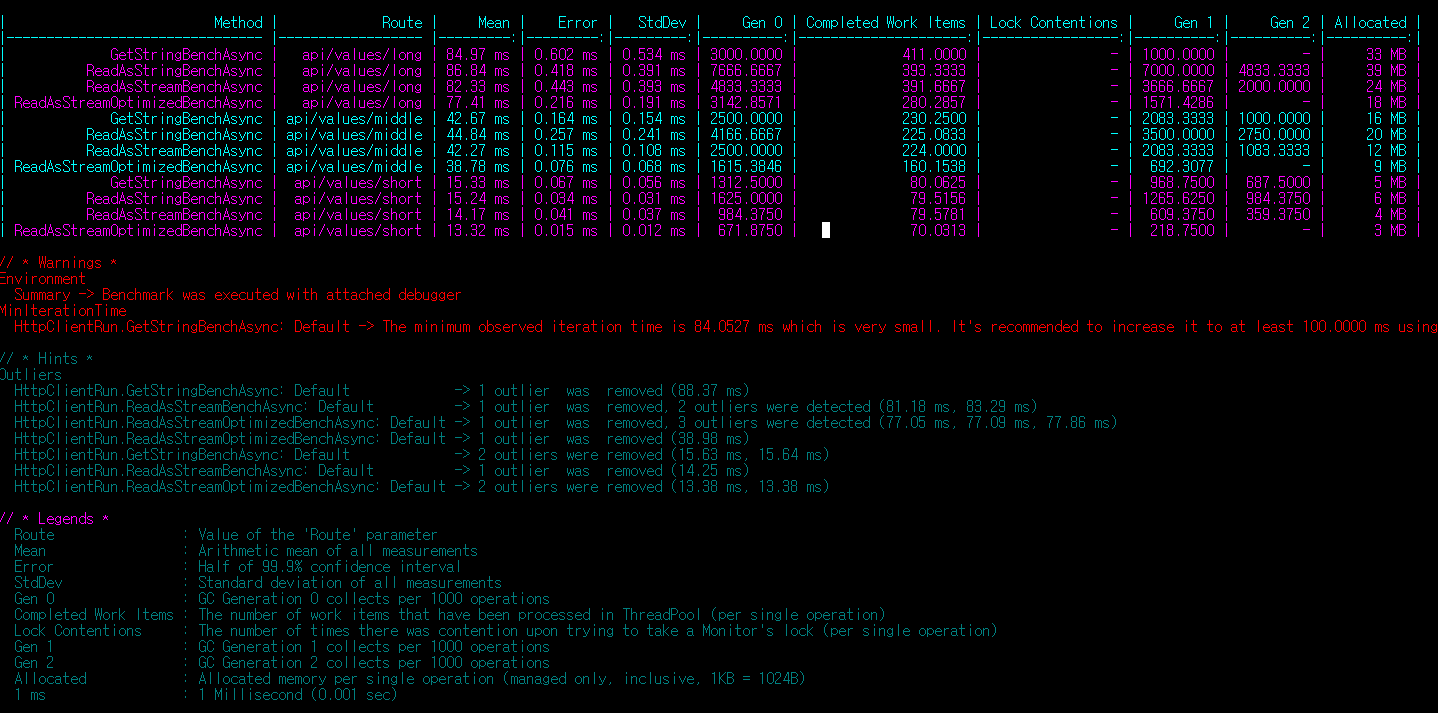 | Method | Route | Mean | Error | StdDev | Gen 0 | Completed Work Items | Lock Contentions | Gen 1 | Gen 2 | Allocated |
|--------------------------------- |------------------ |---------:|---------:|---------:|----------:|---------------------:|-----------------:|----------:|----------:|----------:|
| GetStringBenchAsync | api/values/long | 84.97 ms | 0.602 ms | 0.534 ms | 3000.0000 | 411.0000 | - | 1000.0000 | - | 33 MB |
| ReadAsStringBenchAsync | api/values/long | 86.84 ms | 0.418 ms | 0.391 ms | 7666.6667 | 393.3333 | - | 7000.0000 | 4833.3333 | 39 MB |
| ReadAsStreamBenchAsync | api/values/long | 82.33 ms | 0.443 ms | 0.393 ms | 4833.3333 | 391.6667 | - | 3666.6667 | 2000.0000 | 24 MB |
| ReadAsStreamOptimizedBenchAsync | api/values/long | 77.41 ms | 0.216 ms | 0.191 ms | 3142.8571 | 280.2857 | - | 1571.4286 | - | 18 MB |
| GetStringBenchAsync | api/values/middle | 42.67 ms | 0.164 ms | 0.154 ms | 2500.0000 | 230.2500 | - | 2083.3333 | 1000.0000 | 16 MB |
| ReadAsStringBenchAsync | api/values/middle | 44.84 ms | 0.257 ms | 0.241 ms | 4166.6667 | 225.0833 | - | 3500.0000 | 2750.0000 | 20 MB |
| ReadAsStreamBenchAsync | api/values/middle | 42.27 ms | 0.115 ms | 0.108 ms | 2500.0000 | 224.0000 | - | 2083.3333 | 1083.3333 | 12 MB |
| ReadAsStreamOptimizedBenchAsync | api/values/middle | 38.78 ms | 0.076 ms | 0.068 ms | 1615.3846 | 160.1538 | - | 692.3077 | - | 9 MB |
| GetStringBenchAsync | api/values/short | 15.33 ms | 0.067 ms | 0.056 ms | 1312.5000 | 80.0625 | - | 968.7500 | 687.5000 | 5 MB |
| ReadAsStringBenchAsync | api/values/short | 15.24 ms | 0.034 ms | 0.031 ms | 1625.0000 | 79.5156 | - | 1265.6250 | 984.3750 | 6 MB |
| ReadAsStreamBenchAsync | api/values/short | 14.17 ms | 0.041 ms | 0.037 ms | 984.3750 | 79.5781 | - | 609.3750 | 359.3750 | 4 MB |
| ReadAsStreamOptimizedBenchAsync | api/values/short | 13.32 ms | 0.015 ms | 0.012 ms | 671.8750 | 70.0313 | - | 218.7500 | - | 3 MB |
// * Warnings *
Environment
Summary -> Benchmark was executed with attached debugger
MinIterationTime
HttpClientRun.GetStringBenchAsync: Default -> The minimum observed iteration time is 84.0527 ms which is very small. It's recommended to increase it to at least 100.0000 ms using
// * Hints *
Outliers
HttpClientRun.GetStringBenchAsync: Default -> 1 outlier was removed (88.37 ms)
HttpClientRun.ReadAsStreamBenchAsync: Default -> 1 outlier was removed, 2 outliers were detected (81.18 ms, 83.29 ms)
HttpClientRun.ReadAsStreamOptimizedBenchAsync: Default -> 1 outlier was removed, 3 outliers were detected (77.05 ms, 77.09 ms, 77.86 ms)
HttpClientRun.ReadAsStreamOptimizedBenchAsync: Default -> 1 outlier was removed (38.98 ms)
HttpClientRun.GetStringBenchAsync: Default -> 2 outliers were removed (15.63 ms, 15.64 ms)
HttpClientRun.ReadAsStreamBenchAsync: Default -> 1 outlier was removed (14.25 ms)
HttpClientRun.ReadAsStreamOptimizedBenchAsync: Default -> 2 outliers were removed (13.38 ms, 13.38 ms)
// * Legends *
Route : Value of the 'Route' parameter
Mean : Arithmetic mean of all measurements
Error : Half of 99.9% confidence interval
StdDev : Standard deviation of all measurements
Gen 0 : GC Generation 0 collects per 1000 operations
Completed Work Items : The number of work items that have been processed in ThreadPool (per single operation)
Lock Contentions : The number of times there was contention upon trying to take a Monitor's lock (per single operation)
Gen 1 : GC Generation 1 collects per 1000 operations
Gen 2 : GC Generation 2 collects per 1000 operations
Allocated : Allocated memory per single operation (managed only, inclusive, 1KB = 1024B)
1 ms : 1 Millisecond (0.001 sec)